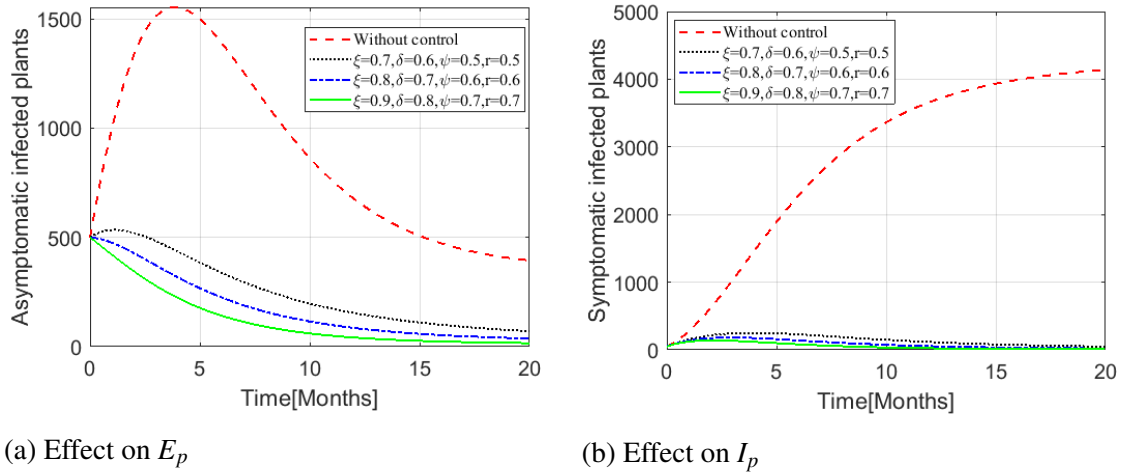 Asymptomatic infected plants
1500
1000
500
0
0
5
10
15
20
Time[Months]
Without control
ξ=0.7,δ=0.6,ψ=0.5,r=0.5
ξ=0.8,δ=0.7,ψ=0.6,r=0.6
ξ=0.9,δ=0.8,ψ=0.7,r=0.7
(a) Effect on E_p
Symptomatic infected plants
5000
4000
3000
2000
1000
0
0
5
10
15
20
Time[Months]
Without control
ξ=0.7,δ=0.6,ψ=0.5,r=0.5
ξ=0.8,δ=0.7,ψ=0.6,r=0.6
ξ=0.9,δ=0.8,ψ=0.7,r=0.7
(b) Effect on I_p